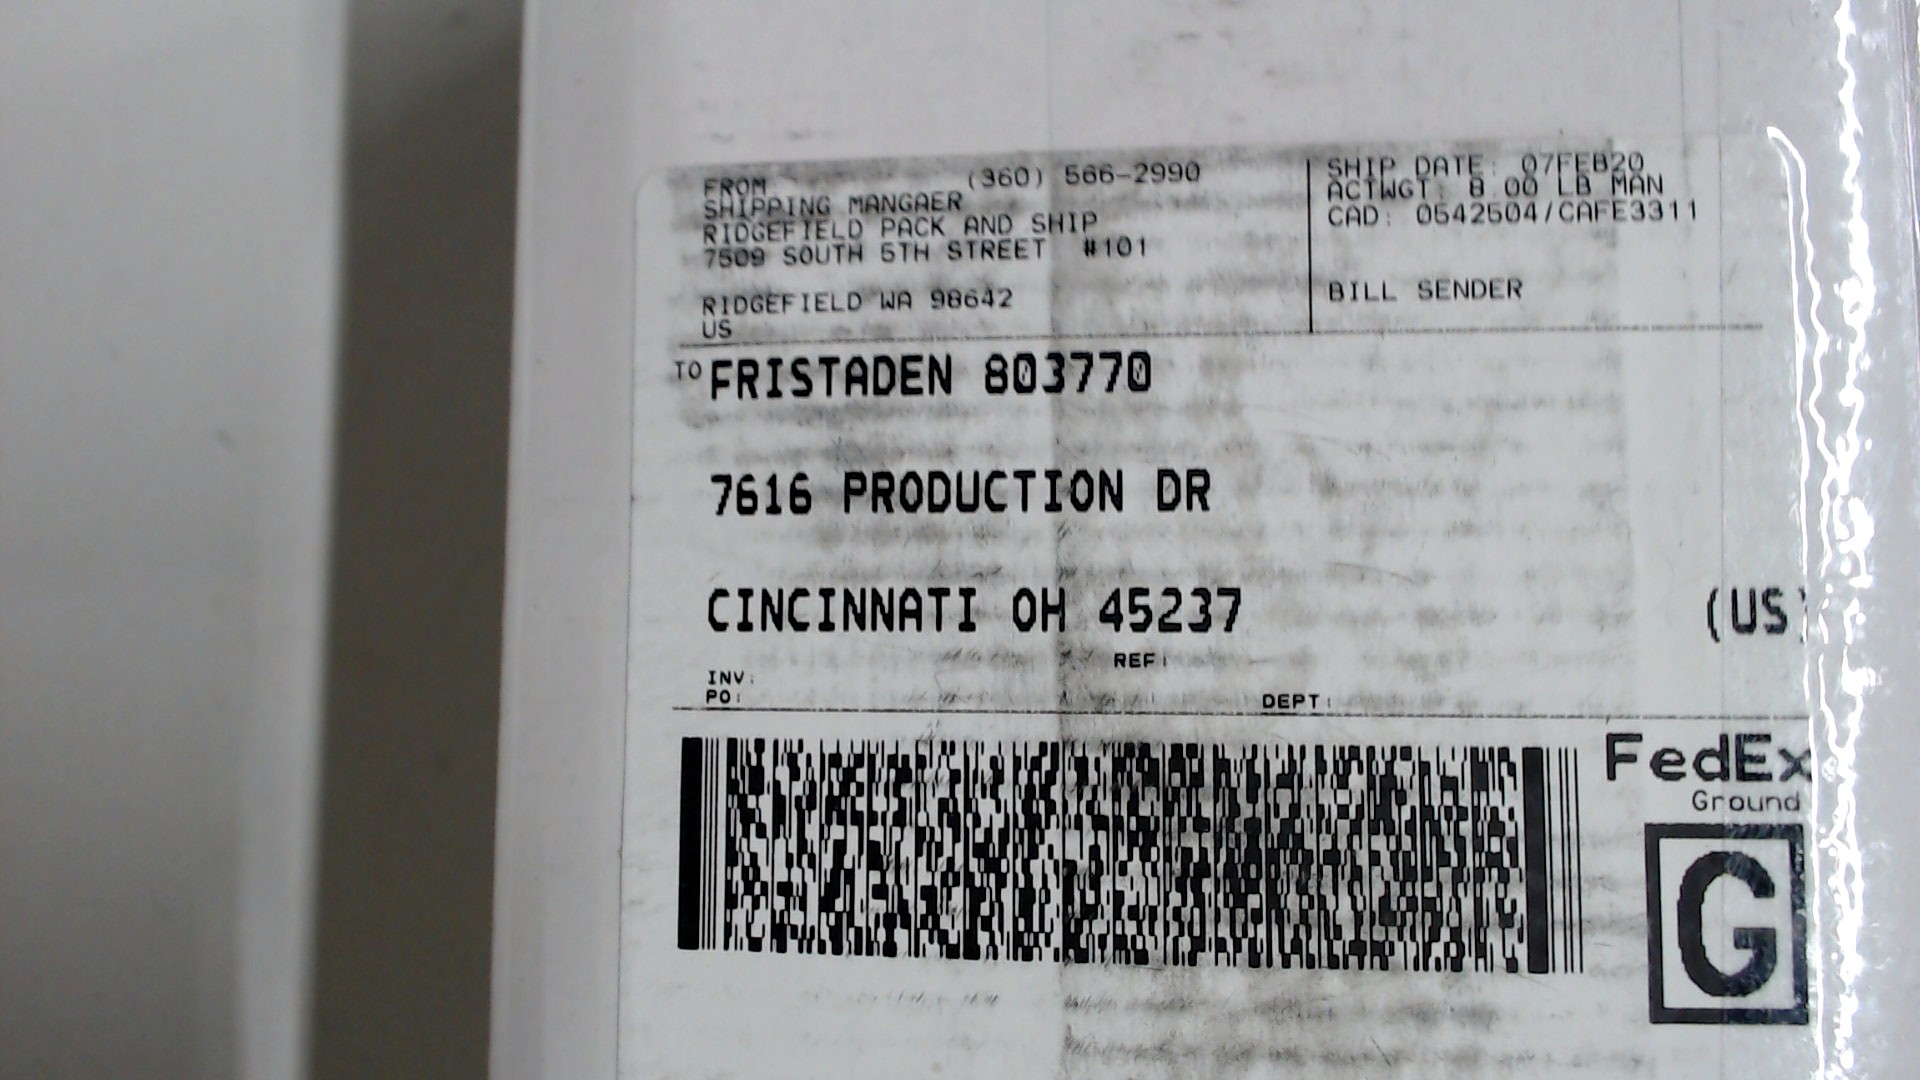 FROM (360) 566-2990
SHIPPING MANGAER
RIDGEFIELD PACK AND SHIP
7509 SOUTH 5TH STREET #101
RIDGEFIELD WA 98642
US
SHIP DATE: 07FEB20
ACTWGT: 8.00 LB MAN
CAD: 0542504/CAFE3311
BILL SENDER
TO FRISTADEN 803770
7616 PRODUCTION DR
CINCINNATI OH 45237 (US)
REF:
INV:
PO: DEPT:
FedEx
Ground
G